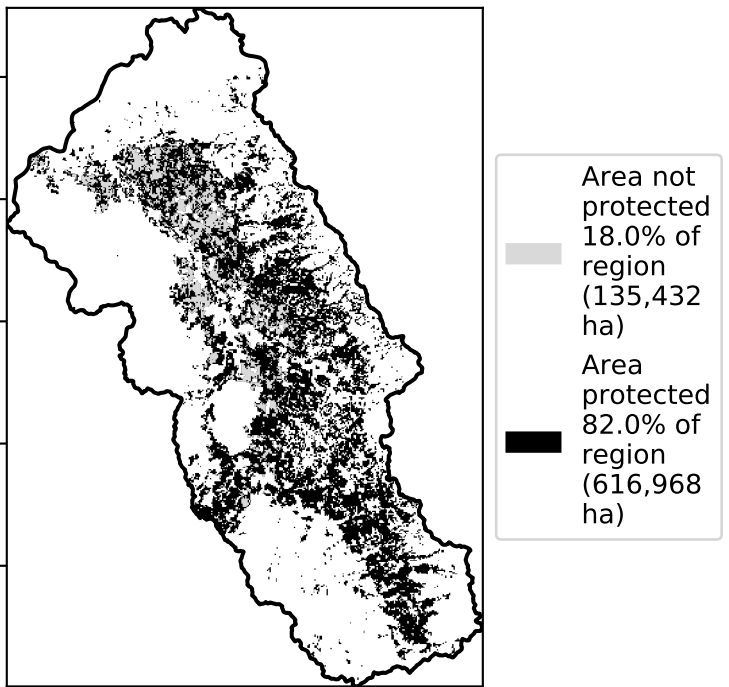 Area not
protected
18.0% of
region
(135,432
ha)
Area
protected
82.0% of
region
(616,968
ha)